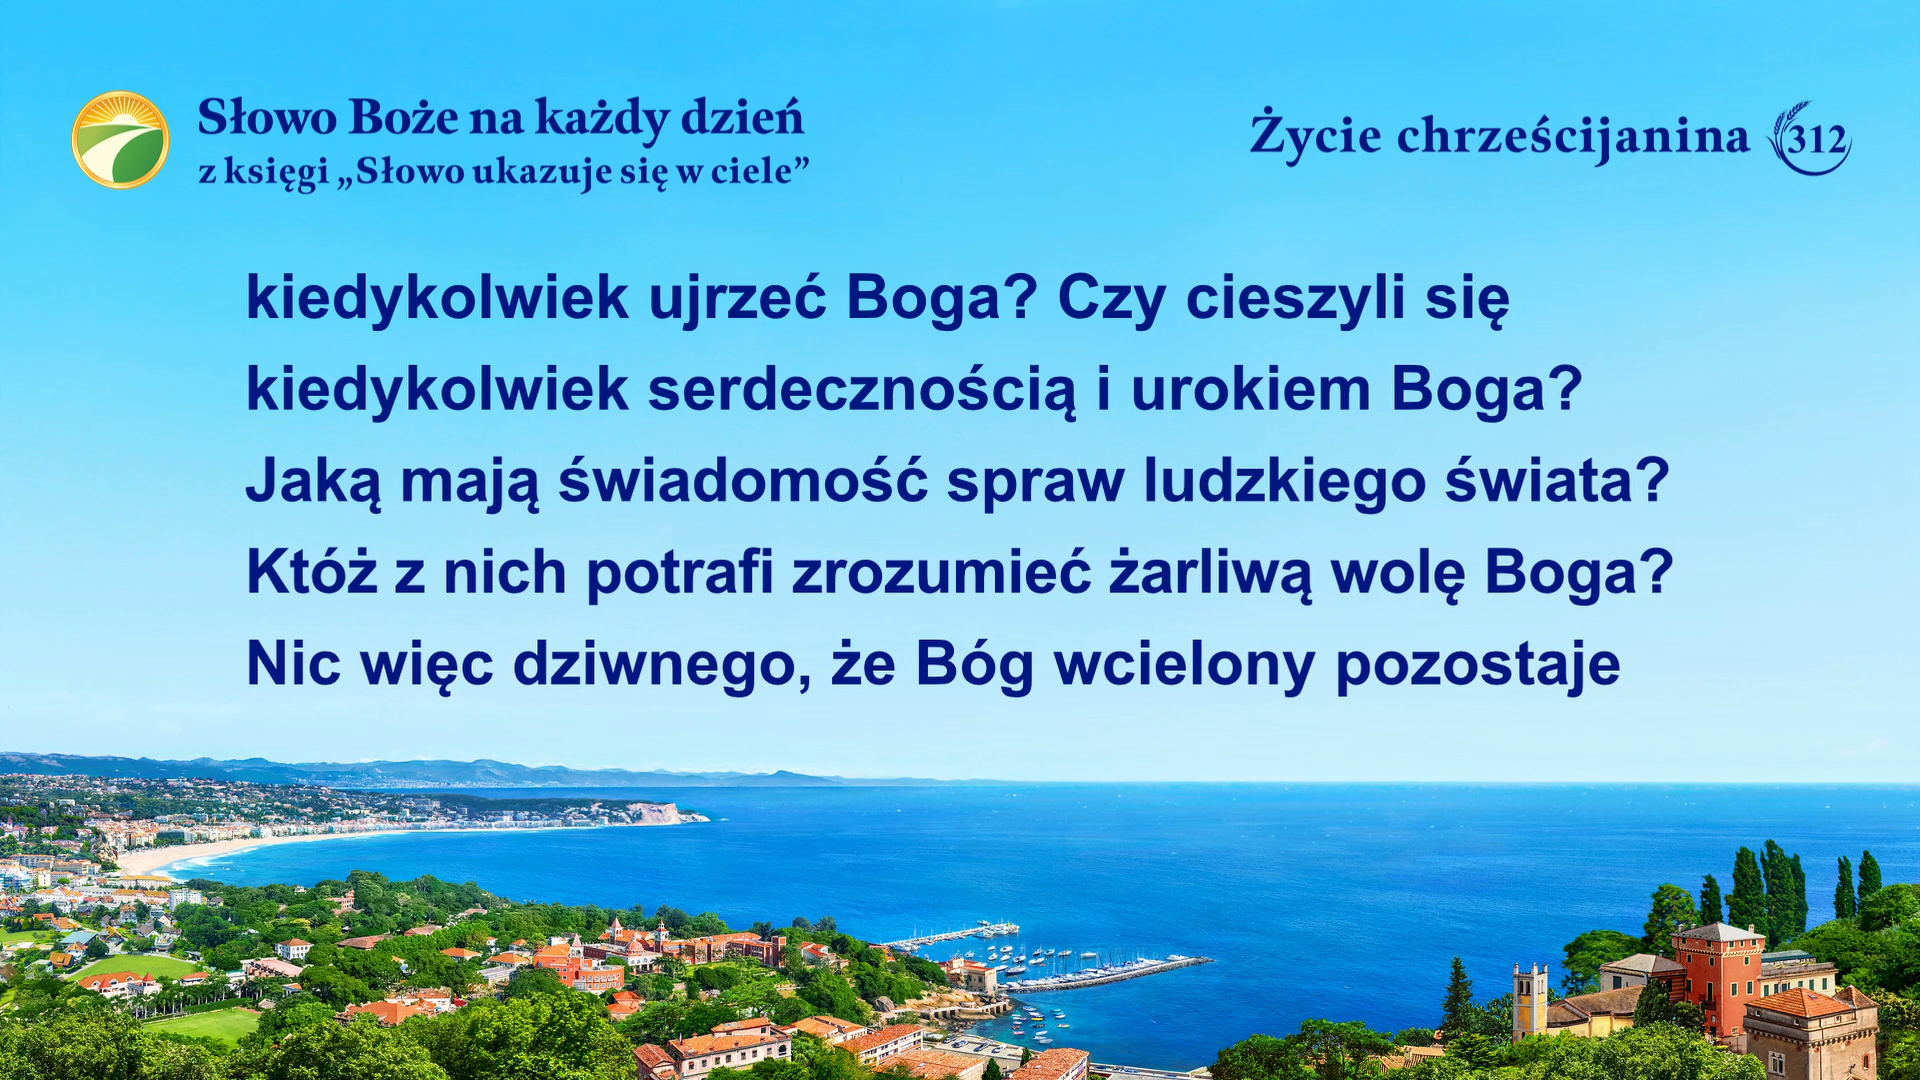 Słowo Boże na każdy dzień
z księgi „Słowo ukazuje się w ciele”
Życie chrześcijanina 312
kiedykolwiek ujrzeć Boga? Czy cieszyli się
kiedykolwiek serdecznością i urokiem Boga?
Jaką mają świadomość spraw ludzkiego świata?
Któż z nich potrafi zrozumieć żarliwą wolę Boga?
Nic więc dziwnego, że Bóg wcielony pozostaje